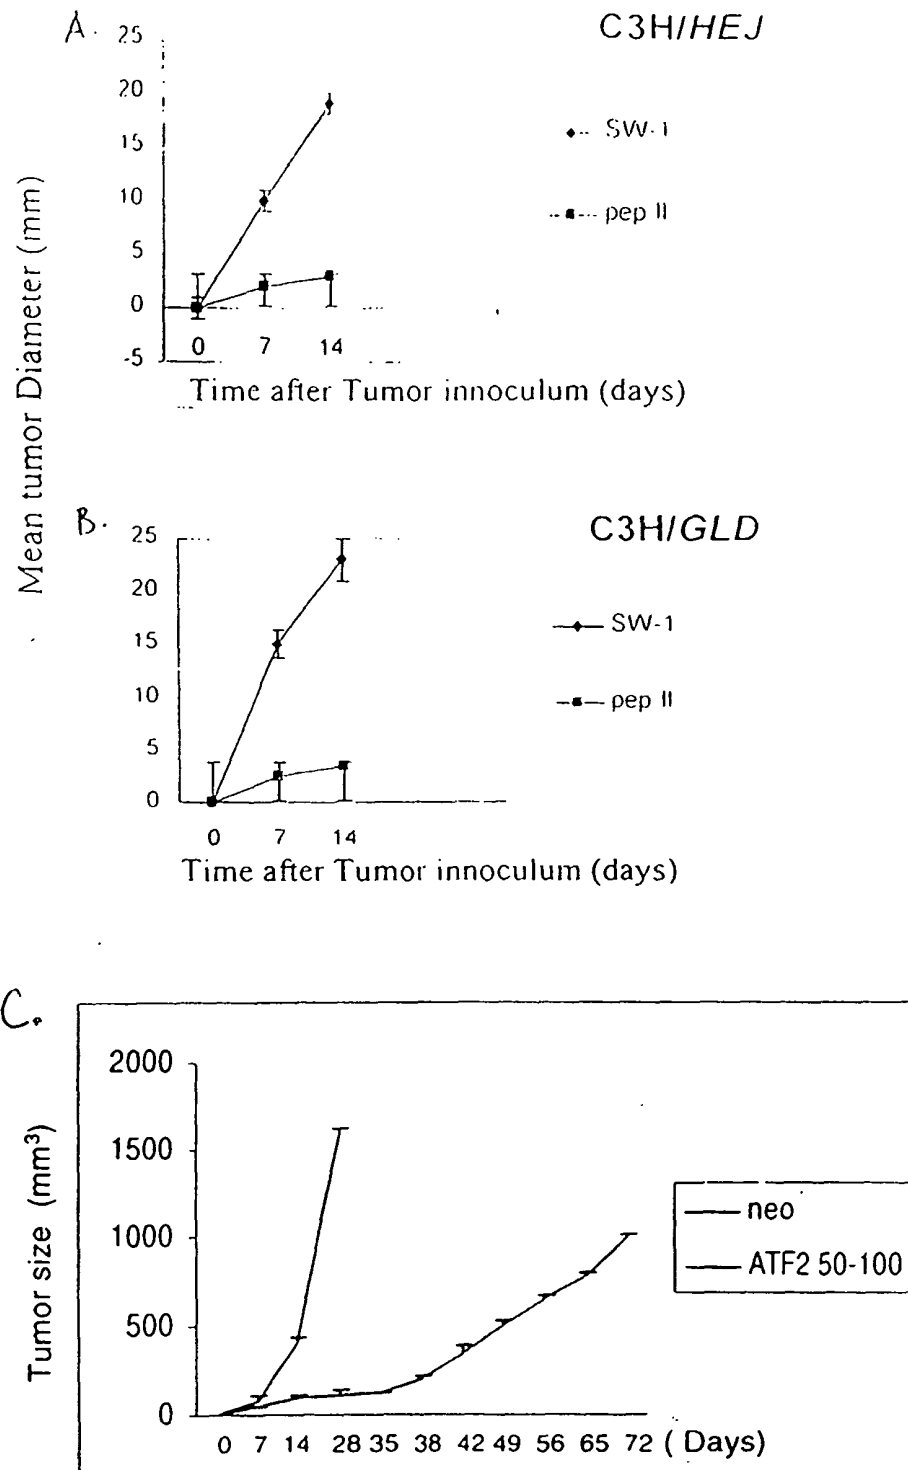 A.
C3H/HEJ
25
20
15
10
5
0
-5
SW-1
pep II
0 7 14
Time after Tumor innoculum (days)
Mean tumor Diameter (mm)
B.
C3H/GLD
25
20
15
10
5
0
SW-1
pep II
0 7 14
Time after Tumor innoculum (days)
C.
2000
1500
1000
500
0
Tumor size (mm³)
neo
ATF2 50-100
0 7 14 28 35 38 42 49 56 65 72 ( Days)